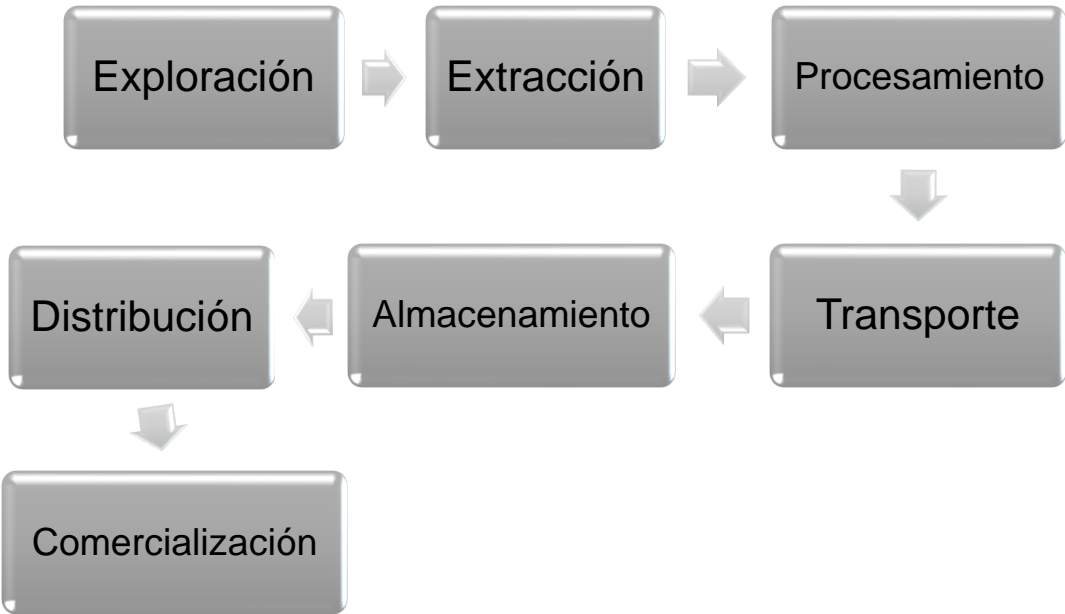 Exploración
Extracción
Procesamiento
Transporte
Almacenamiento
Distribución
Comercialización